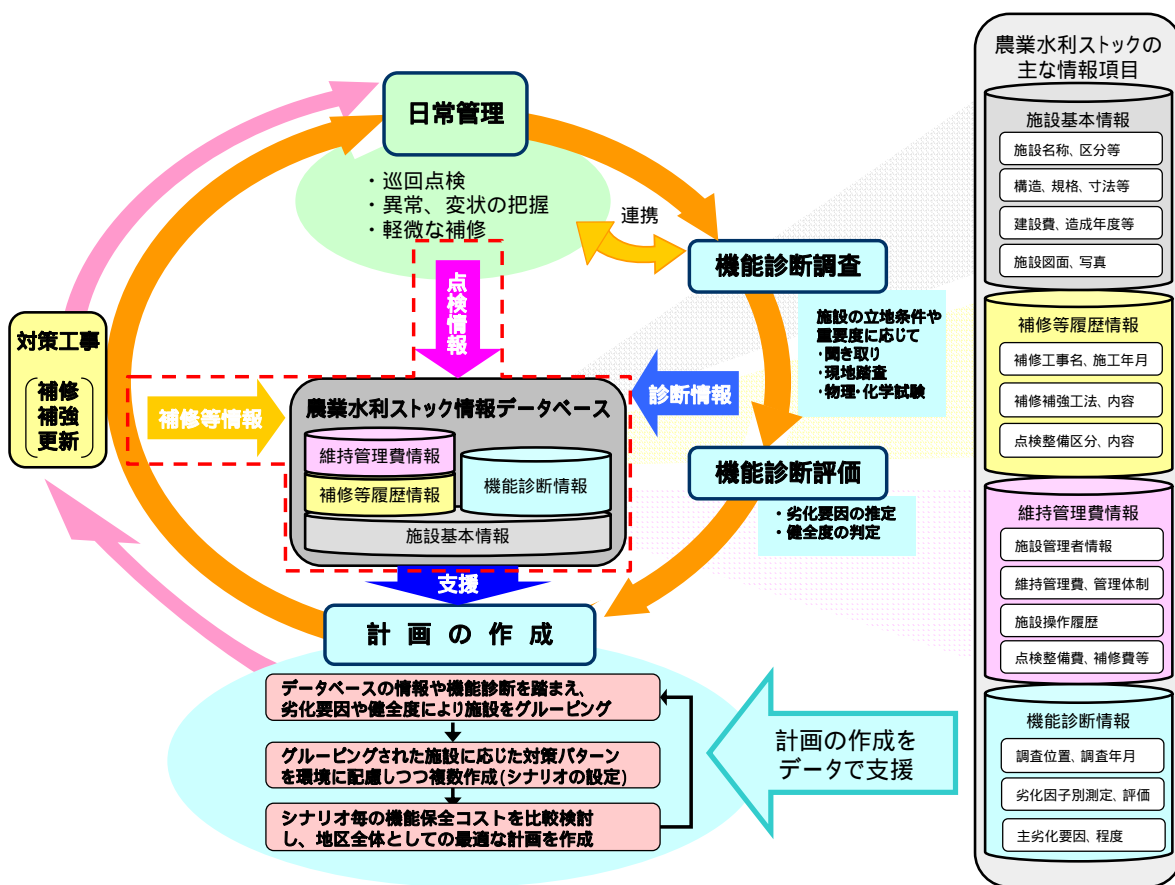 日常管理
・巡回点検
・異常、変状の把握
・軽微な補修
連携
機能診断調査
施設の立地条件や
重要度に応じて
・聞き取り
・現地踏査
・物理・化学試験
点検情報
対策工事
補修
補強
更新
補修等情報
診断情報
農業水利ストック情報データベース
維持管理費情報
補修等履歴情報
機能診断情報
施設基本情報
機能診断評価
・劣化要因の推定
・健全度の判定
支援
計画の作成
データベースの情報や機能診断を踏まえ、
劣化要因や健全度により施設をグルーピング
グルーピングされた施設に応じた対策パターン
を環境に配慮しつつ複数作成(シナリオの設定)
シナリオ毎の機能保全コストを比較検討
し、地区全体としての最適な計画を作成
計画の作成を
データで支援
農業水利ストックの
主な情報項目
施設基本情報
施設名称、区分等
構造、規格、寸法等
建設費、造成年度等
施設図面、写真
補修等履歴情報
補修工事名、施工年月
補修補強工法、内容
点検整備区分、内容
維持管理費情報
施設管理者情報
維持管理費、管理体制
施設操作履歴
点検整備費、補修費等
機能診断情報
調査位置、調査年月
劣化因子別測定、評価
主劣化要因、程度